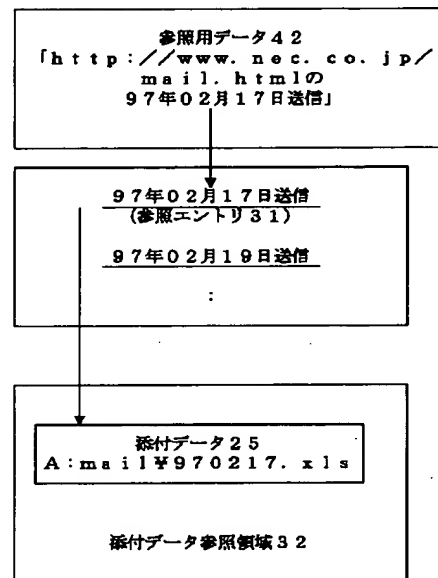 参照用データ42
「http://www.nec.co.jp/
mail.htmlの
97年02月17日送信」
97年02月17日送信
(参照エントリ31)
97年02月19日送信
:
添付データ25
A:mail¥970217.xls
添付データ参照領域32